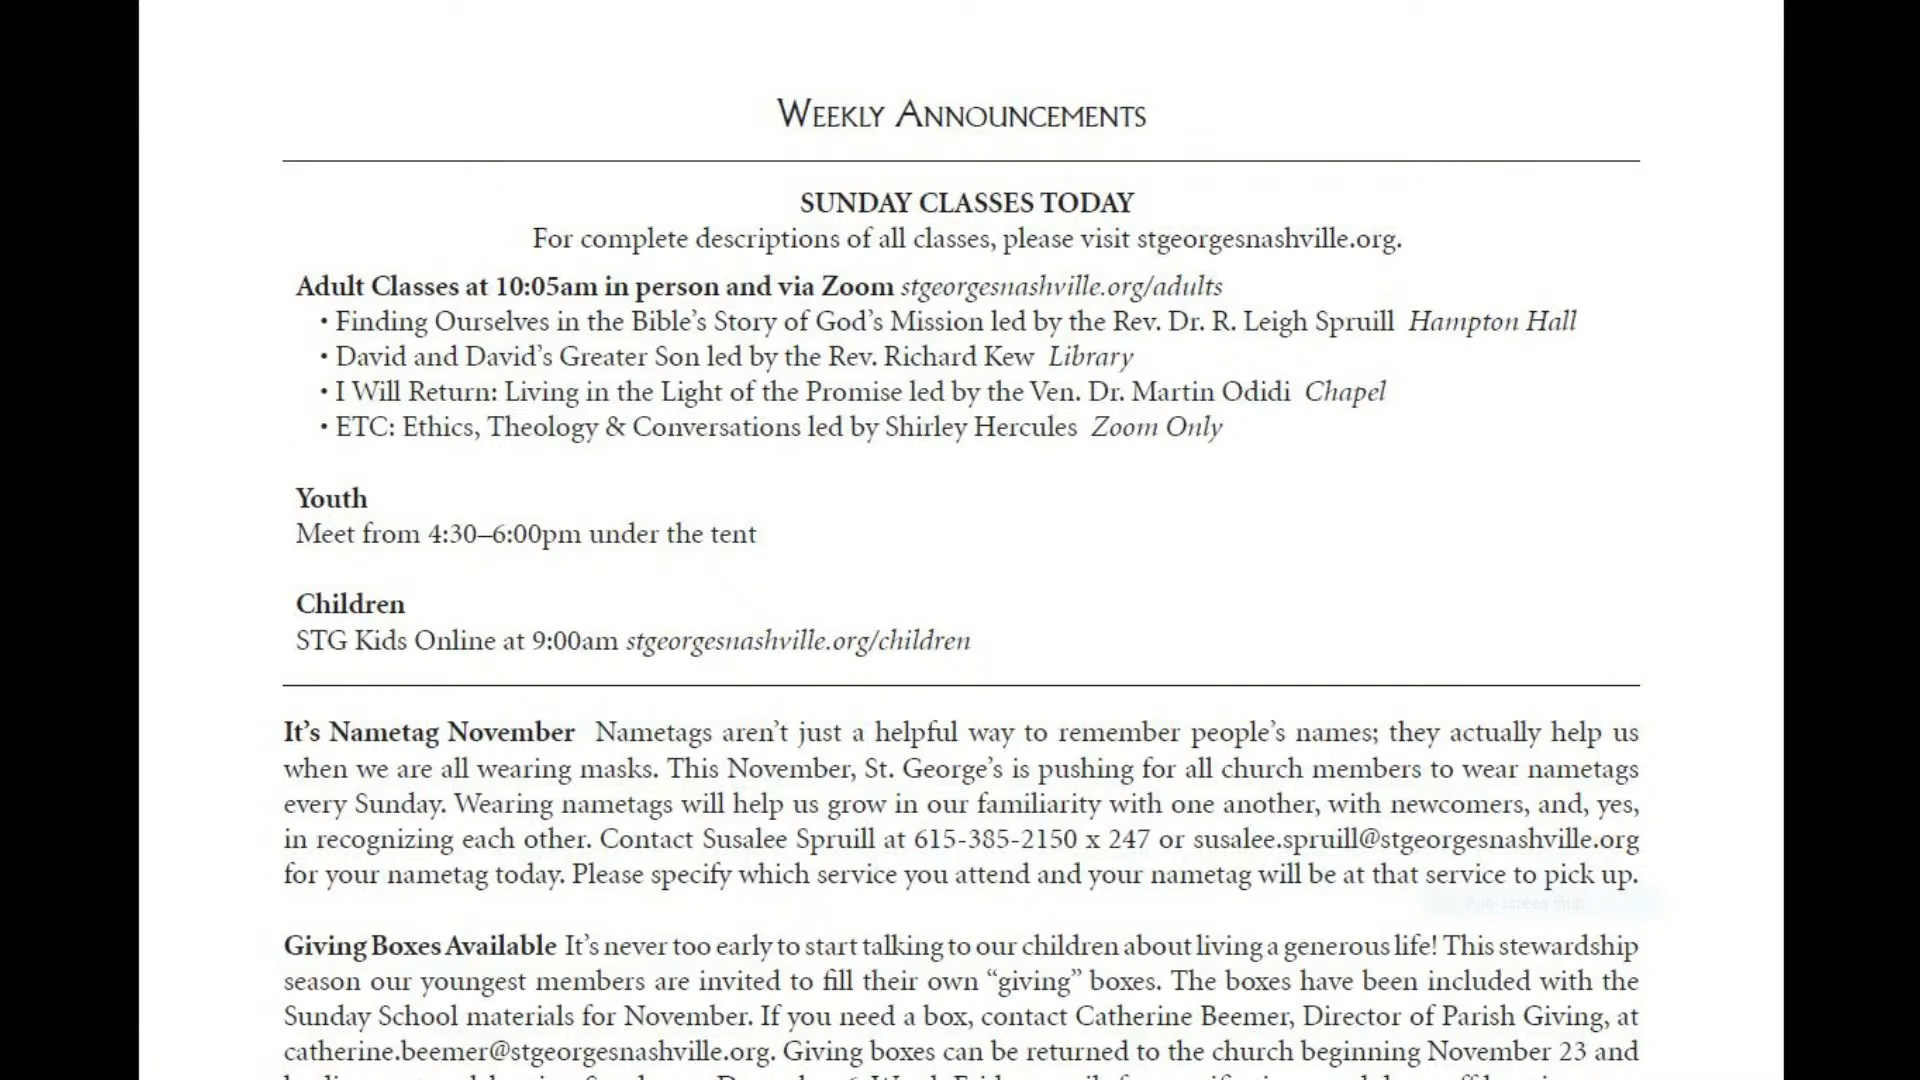 WEEKLY ANNOUNCEMENTS
SUNDAY CLASSES TODAY
For complete descriptions of all classes, please visit stgeorgesnashville.org.
Adult Classes at 10:05am in person and via Zoom stgeorgesnashville.org/adults
• Finding Ourselves in the Bible’s Story of God’s Mission led by the Rev. Dr. R. Leigh Spruill Hampton Hall
• David and David’s Greater Son led by the Rev. Richard Kew Library
• I Will Return: Living in the Light of the Promise led by the Ven. Dr. Martin Odidi Chapel
• ETC: Ethics, Theology & Conversations led by Shirley Hercules Zoom Only
Youth
Meet from 4:30–6:00pm under the tent
Children
STG Kids Online at 9:00am stgeorgesnashville.org/children
It’s Nametag November Nametags aren’t just a helpful way to remember people’s names; they actually help us
when we are all wearing masks. This November, St. George’s is pushing for all church members to wear nametags
every Sunday. Wearing nametags will help us grow in our familiarity with one another, with newcomers, and, yes,
in recognizing each other. Contact Susalee Spruill at 615-385-2150 x 247 or susalee.spruill@stgeorgesnashville.org
for your nametag today. Please specify which service you attend and your nametag will be at that service to pick up.
Giving Boxes Available It’s never too early to start talking to our children about living a generous life! This stewardship
season our youngest members are invited to fill their own “giving” boxes. The boxes have been included with the
Sunday School materials for November. If you need a box, contact Catherine Beemer, Director of Parish Giving, at
catherine.beemer@stgeorgesnashville.org. Giving boxes can be returned to the church beginning November 23 and